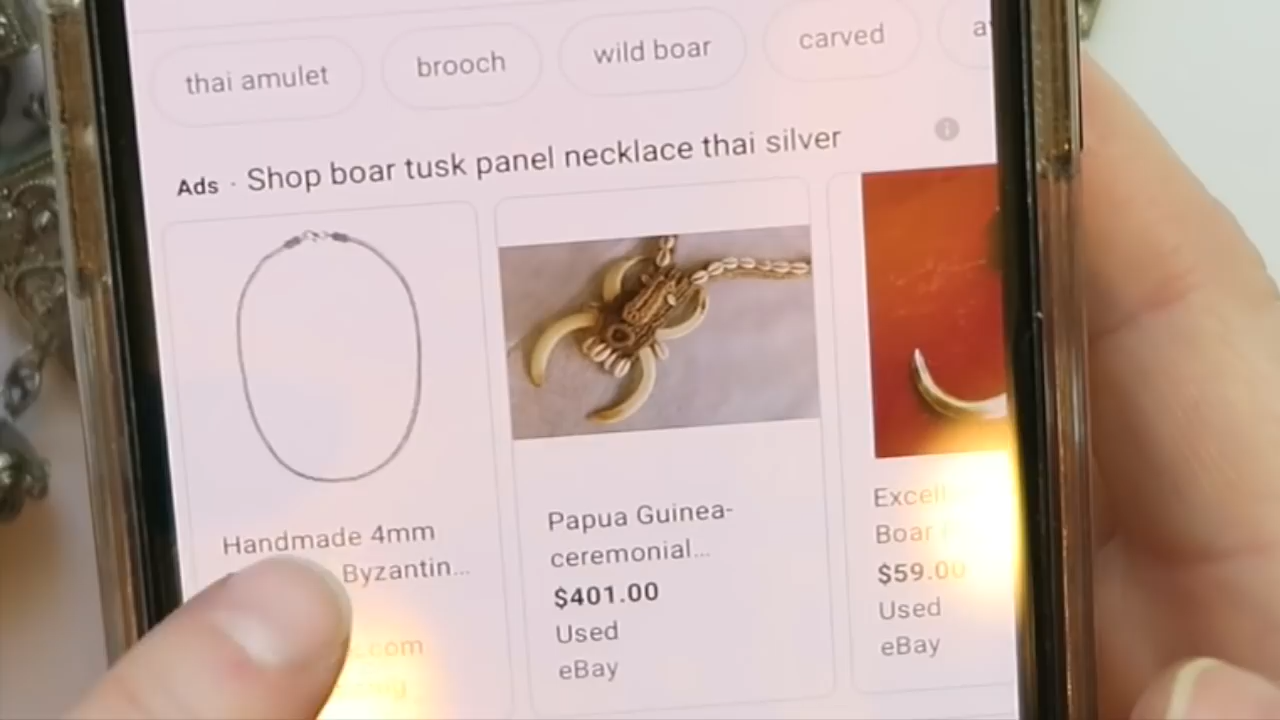 thai amulet
brooch
wild boar
carved
Ads · Shop boar tusk panel necklace thai silver
Handmade 4mm
Byzantin...
Papua Guinea-
ceremonial...
$401.00
Used
eBay
Boar
$59.00
Used
eBay